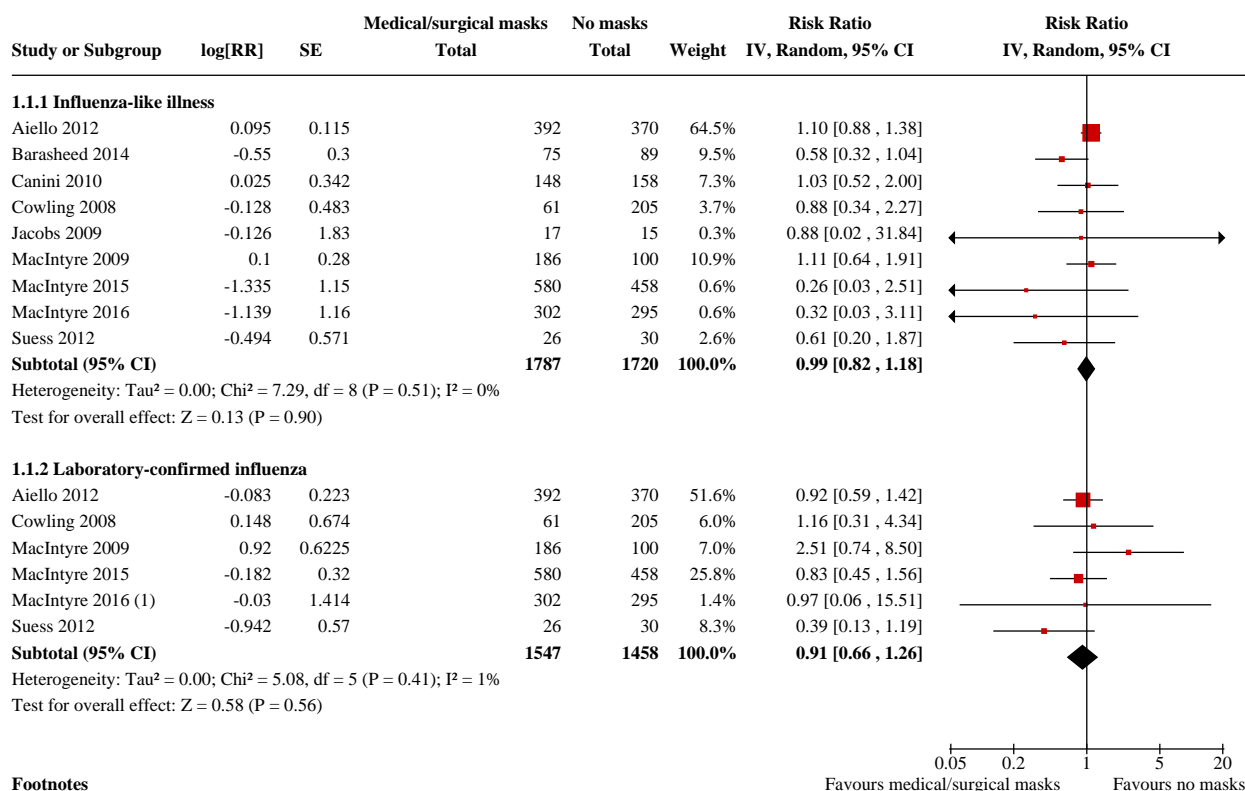 Medical/surgical masks No masks Risk Ratio Risk Ratio
Study or Subgroup log[RR] SE Total Total Weight IV, Random, 95% CI IV, Random, 95% CI
1.1.1 Influenza-like illness
Aiello 2012 0.095 0.115 392 370 64.5% 1.10 [0.88 , 1.38]
Barasheed 2014 -0.55 0.3 75 89 9.5% 0.58 [0.32 , 1.04]
Canini 2010 0.025 0.342 148 158 7.3% 1.03 [0.52 , 2.00]
Cowling 2008 -0.128 0.483 61 205 3.7% 0.88 [0.34 , 2.27]
Jacobs 2009 -0.126 1.83 17 15 0.3% 0.88 [0.02 , 31.84]
MacIntyre 2009 0.1 0.28 186 100 10.9% 1.11 [0.64 , 1.91]
MacIntyre 2015 -1.335 1.15 580 458 0.6% 0.26 [0.03 , 2.51]
MacIntyre 2016 -1.139 1.16 302 295 0.6% 0.32 [0.03 , 3.11]
Suess 2012 -0.494 0.571 26 30 2.6% 0.61 [0.20 , 1.87]
Subtotal (95% CI) 1787 1720 100.0% 0.99 [0.82 , 1.18]
Heterogeneity: Tau² = 0.00; Chi² = 7.29, df = 8 (P = 0.51); I² = 0%
Test for overall effect: Z = 0.13 (P = 0.90)
1.1.2 Laboratory-confirmed influenza
Aiello 2012 -0.083 0.223 392 370 51.6% 0.92 [0.59 , 1.42]
Cowling 2008 0.148 0.674 61 205 6.0% 1.16 [0.31 , 4.34]
MacIntyre 2009 0.92 0.6225 186 100 7.0% 2.51 [0.74 , 8.50]
MacIntyre 2015 -0.182 0.32 580 458 25.8% 0.83 [0.45 , 1.56]
MacIntyre 2016 (1) -0.03 1.414 302 295 1.4% 0.97 [0.06 , 15.51]
Suess 2012 -0.942 0.57 26 30 8.3% 0.39 [0.13 , 1.19]
Subtotal (95% CI) 1547 1458 100.0% 0.91 [0.66 , 1.26]
Heterogeneity: Tau² = 0.00; Chi² = 5.08, df = 5 (P = 0.41); I² = 1%
Test for overall effect: Z = 0.58 (P = 0.56)
0.05 0.2 1 5 20
Footnotes Favours medical/surgical masks Favours no masks